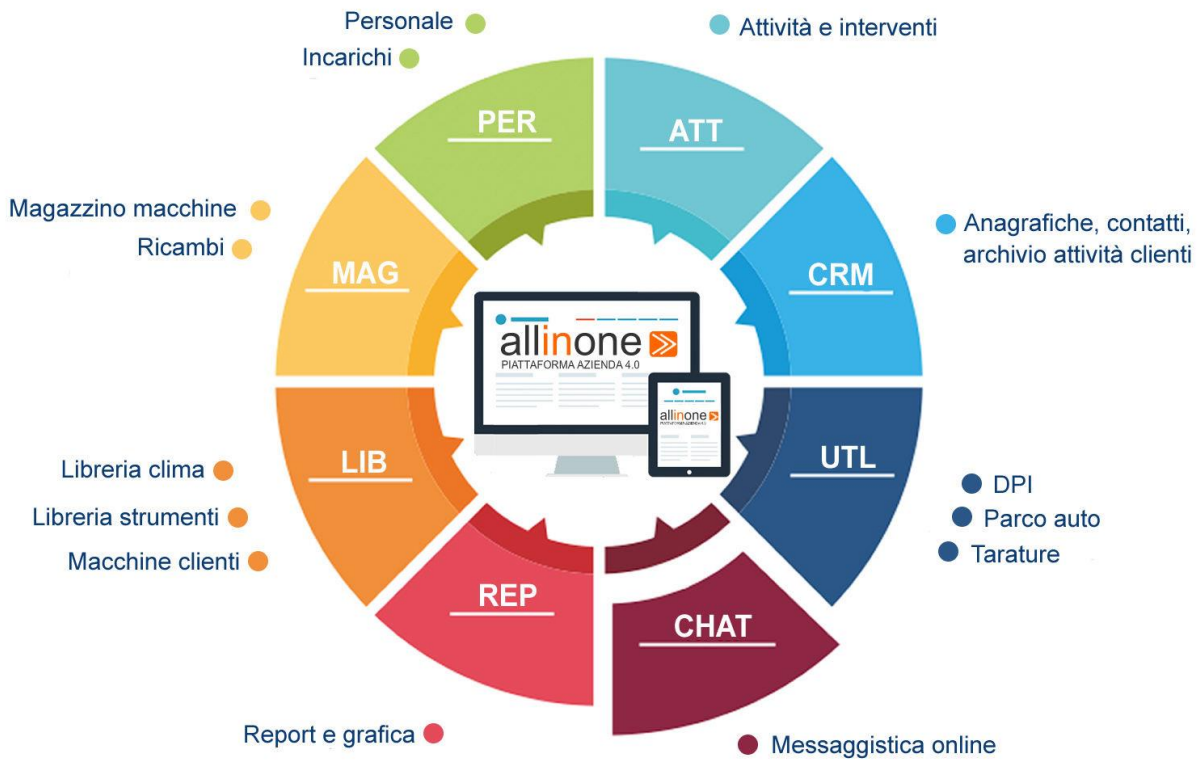 Personale
Incarichi
Attività e interventi
PER
ATT
Magazzino macchine
Ricambi
MAG
CRM
Anagrafiche, contatti,
archivio attività clienti
allinone
PIATTAFORMA AZIENDA 4.0
allinone
PIATTAFORMA AZIENDA 4.0
LIB
UTL
Libreria clima
Libreria strumenti
Macchine clienti
DPI
Parco auto
Tarature
REP
CHAT
Report e grafica
Messaggistica online